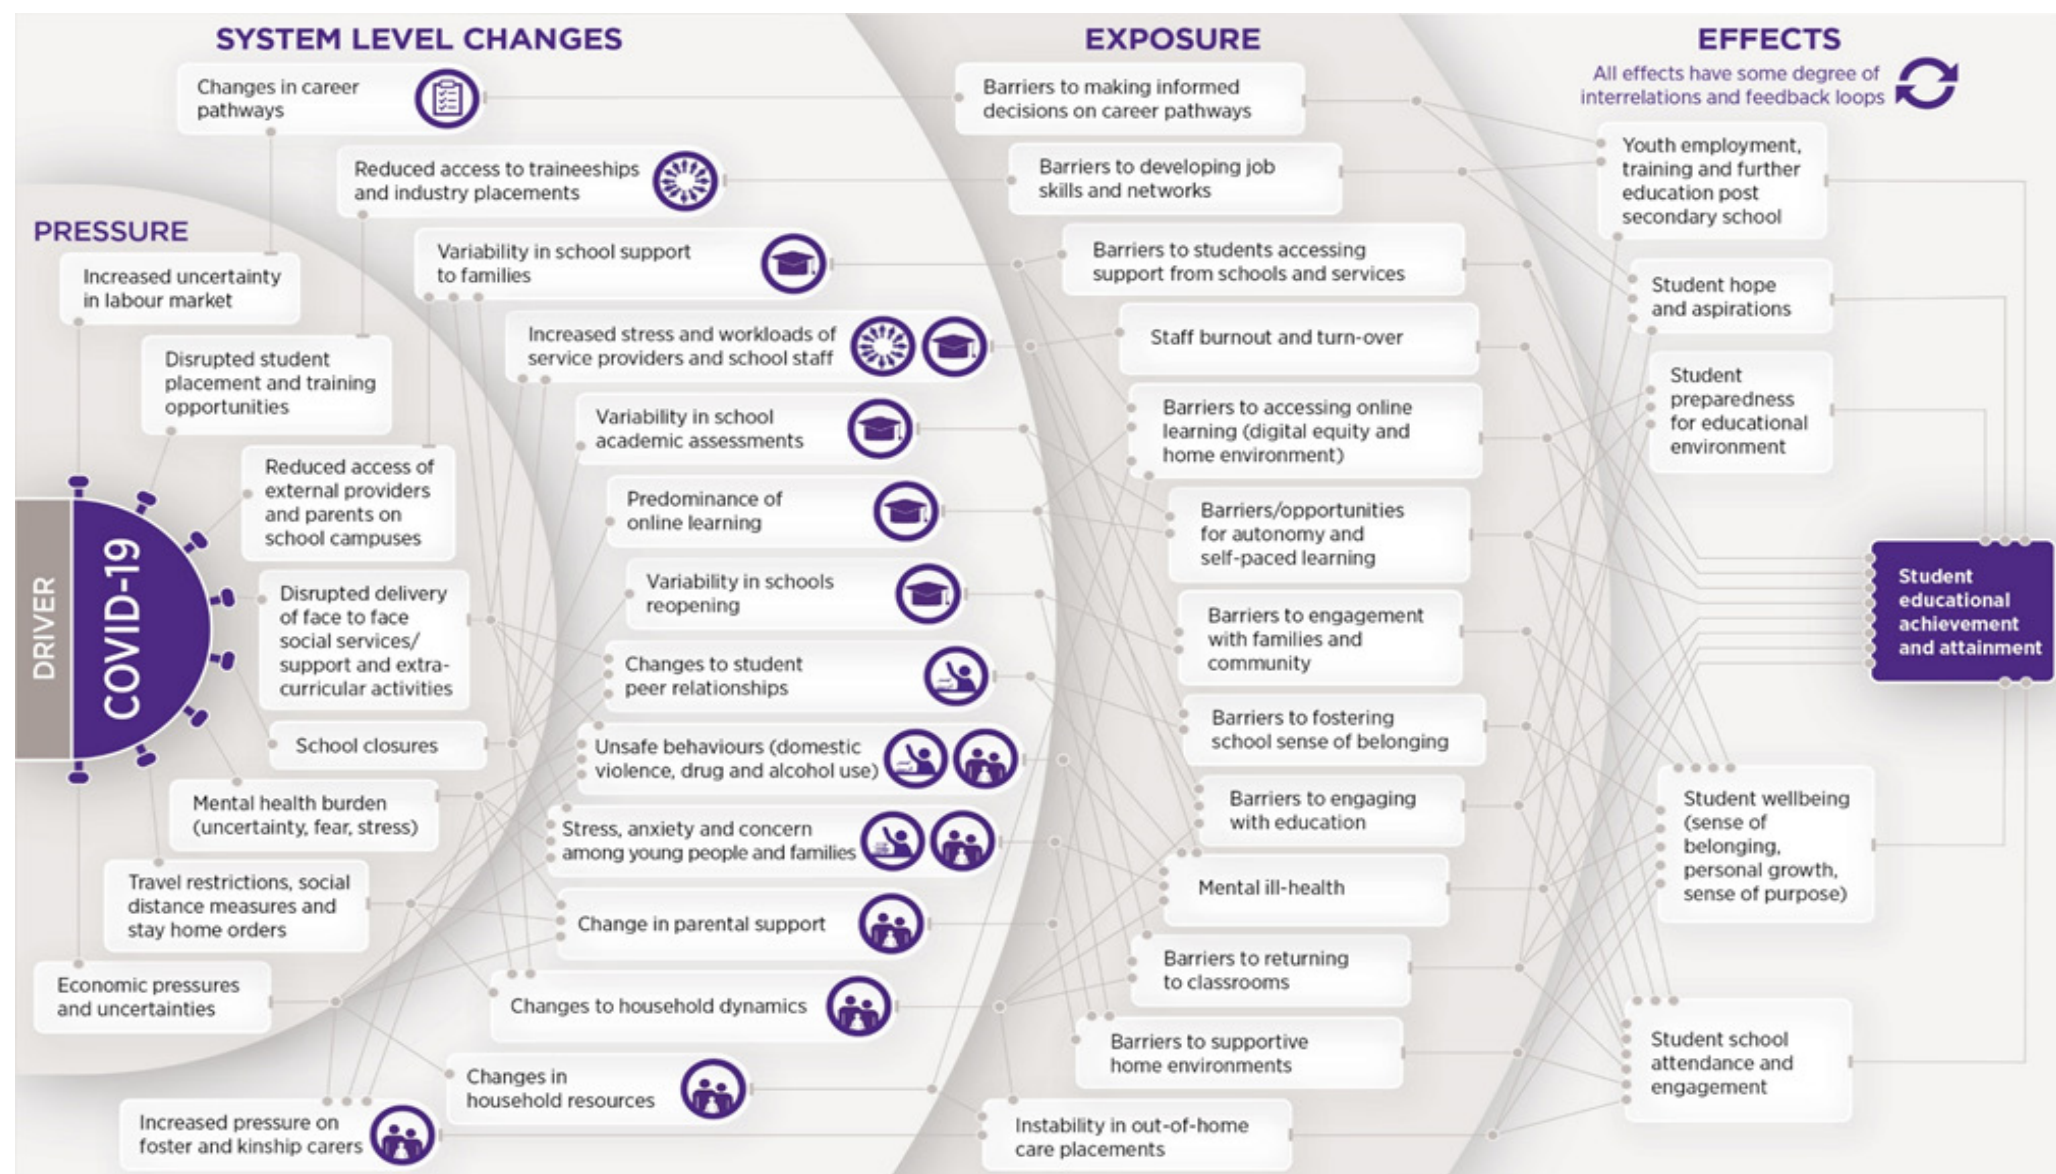 SYSTEM LEVEL CHANGES
Changes in career
pathways
Reduced access to traineeships
and industry placements
Variability in school support
to families
Increased stress and workloads of
service providers and school staff
Variability in school
academic assessments
Predominance of
online learning
Variability in schools
reopening
Changes to student
peer relationships
Unsafe behaviours (domestic
violence, drug and alcohol use)
Stress, anxiety and concern
among young people and families
Change in parental support
Changes to household dynamics
Changes in
household resources
Increased pressure on
foster and kinship carers
PRESSURE
Increased uncertainty
in labour market
Disrupted student
placement and training
opportunities
Reduced access of
external providers
and parents on
school campuses
Disrupted delivery
of face to face
social services/
support and extra-
curricular activities
School closures
Mental health burden
(uncertainty, fear, stress)
Travel restrictions, social
distance measures and
stay home orders
Economic pressures
and uncertainties
DRIVER
COVID-19
EXPOSURE
Barriers to making informed
decisions on career pathways
Barriers to developing job
skills and networks
Barriers to students accessing
support from schools and services
Staff burnout and turn-over
Barriers to accessing online
learning (digital equity and
home environment)
Barriers/opportunities
for autonomy and
self-paced learning
Barriers to engagement
with families and
community
Barriers to fostering
school sense of belonging
Barriers to engaging
with education
Mental ill-health
Barriers to returning
to classrooms
Barriers to supportive
home environments
Instability in out-of-home
care placements
EFFECTS
All effects have some degree of
interrelations and feedback loops
Youth employment,
training and further
education post
secondary school
Student hope
and aspirations
Student
preparedness
for educational
environment
Student
educational
achievement
and attainment
Student wellbeing
(sense of
belonging,
personal growth,
sense of purpose)
Student school
attendance and
engagement